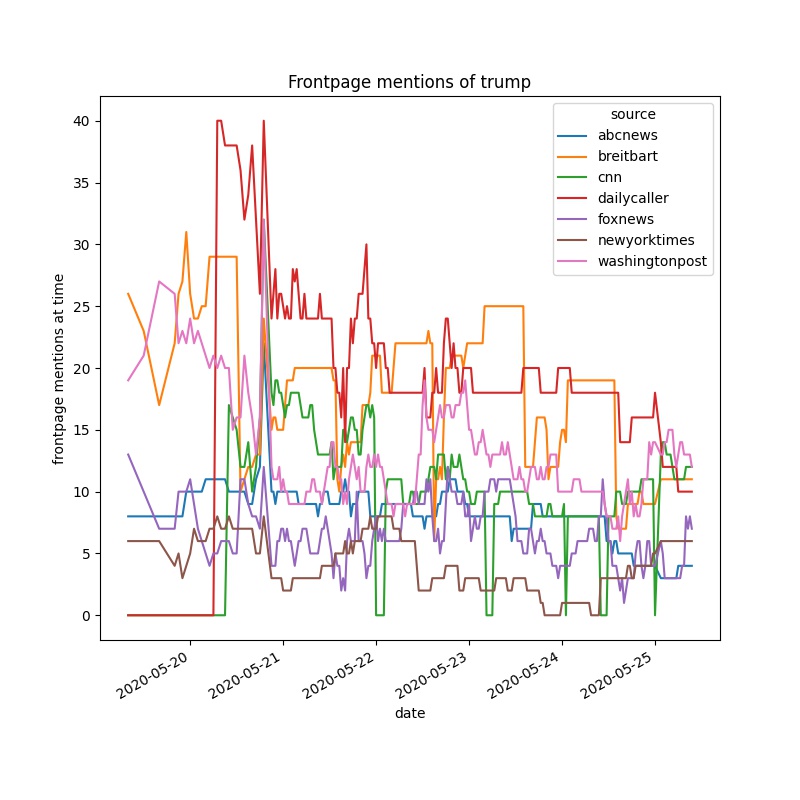 Frontpage mentions of trump
frontpage mentions at time
40
35
30
25
20
15
10
5
0
source
abcnews
breitbart
cnn
dailycaller
foxnews
newyorktimes
washingtonpost
2020-05-20
2020-05-21
2020-05-22
2020-05-23
2020-05-24
2020-05-25
date